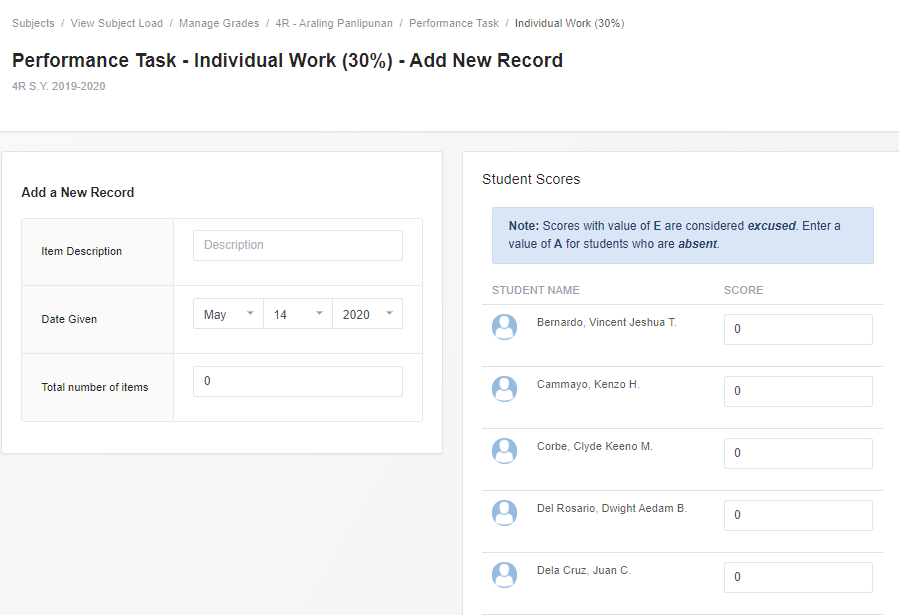 Subjects / View Subject Load / Manage Grades / 4R - Araling Panlipunan / Performance Task / Individual Work (30%)
Performance Task - Individual Work (30%) - Add New Record
4R S.Y. 2019-2020
Add a New Record
Item Description
Description
Date Given
May 14 2020
Total number of items
0
Student Scores
Note: Scores with value of E are considered excused. Enter a
value of A for students who are absent.
STUDENT NAME SCORE
Bernardo, Vincent Jeshua T. 0
Cammayo, Kenzo H. 0
Corbe, Clyde Keeno M. 0
Del Rosario, Dwight Aedam B. 0
Dela Cruz, Juan C. 0